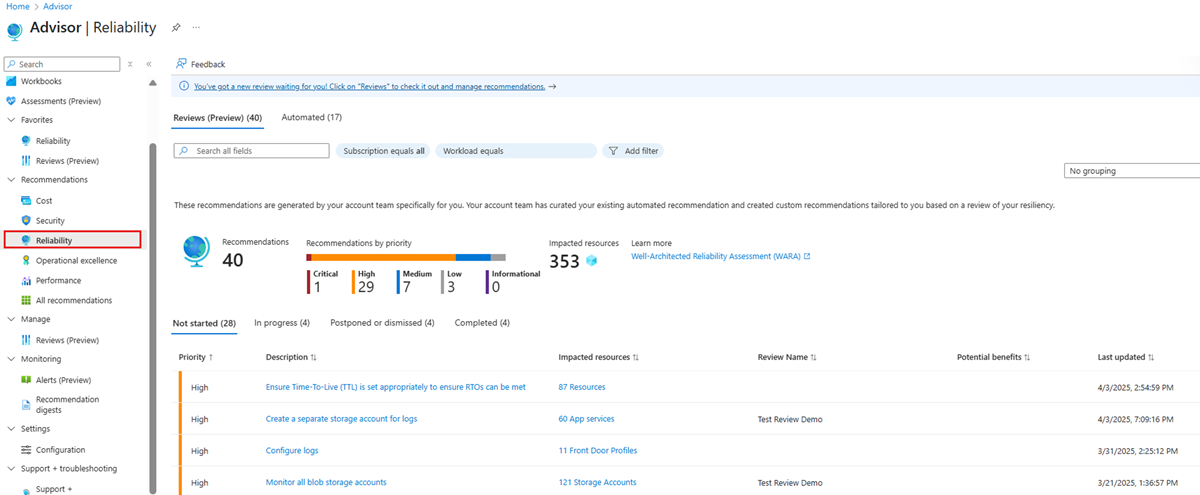 Home > Advisor
Advisor | Reliability
Search
Workbooks
Assessments (Preview)
Favorites
Reliability
Reviews (Preview)
Recommendations
Cost
Security
Reliability
Operational excellence
Performance
All recommendations
Manage
Reviews (Preview)
Monitoring
Alerts (Preview)
Recommendation
digests
Settings
Configuration
Support + troubleshooting
Support +
Feedback
You've got a new review waiting for you! Click on "Reviews" to check it out and manage recommendations. →
Reviews (Preview) (40) Automated (17)
Search all fields Subscription equals all Workload equals Add filter
No grouping
These recommendations are generated by your account team specifically for you. Your account team has curated your existing automated recommendation and created custom recommendations tailored to you based on a review of your resiliency.
Recommendations Recommendations by priority Impacted resources Learn more
40 353 Well-Architected Reliability Assessment (WARA)
Critical High Medium Low Informational
1 29 7 3 0
Not started (28) In progress (4) Postponed or dismissed (4) Completed (4)
Priority ↑ Description ↑↓ Impacted resources ↑↓ Review Name ↑↓ Potential benefits ↑↓ Last updated ↑↓
High Ensure Time-To-Live (TTL) is set appropriately to ensure RTOs can be met 87 Resources 4/3/2025, 2:54:59 PM
High Create a separate storage account for logs 60 App services Test Review Demo 4/3/2025, 7:09:16 PM
High Configure logs 11 Front Door Profiles 3/31/2025, 2:25:12 PM
High Monitor all blob storage accounts 121 Storage Accounts Test Review Demo 3/21/2025, 1:36:57 PM